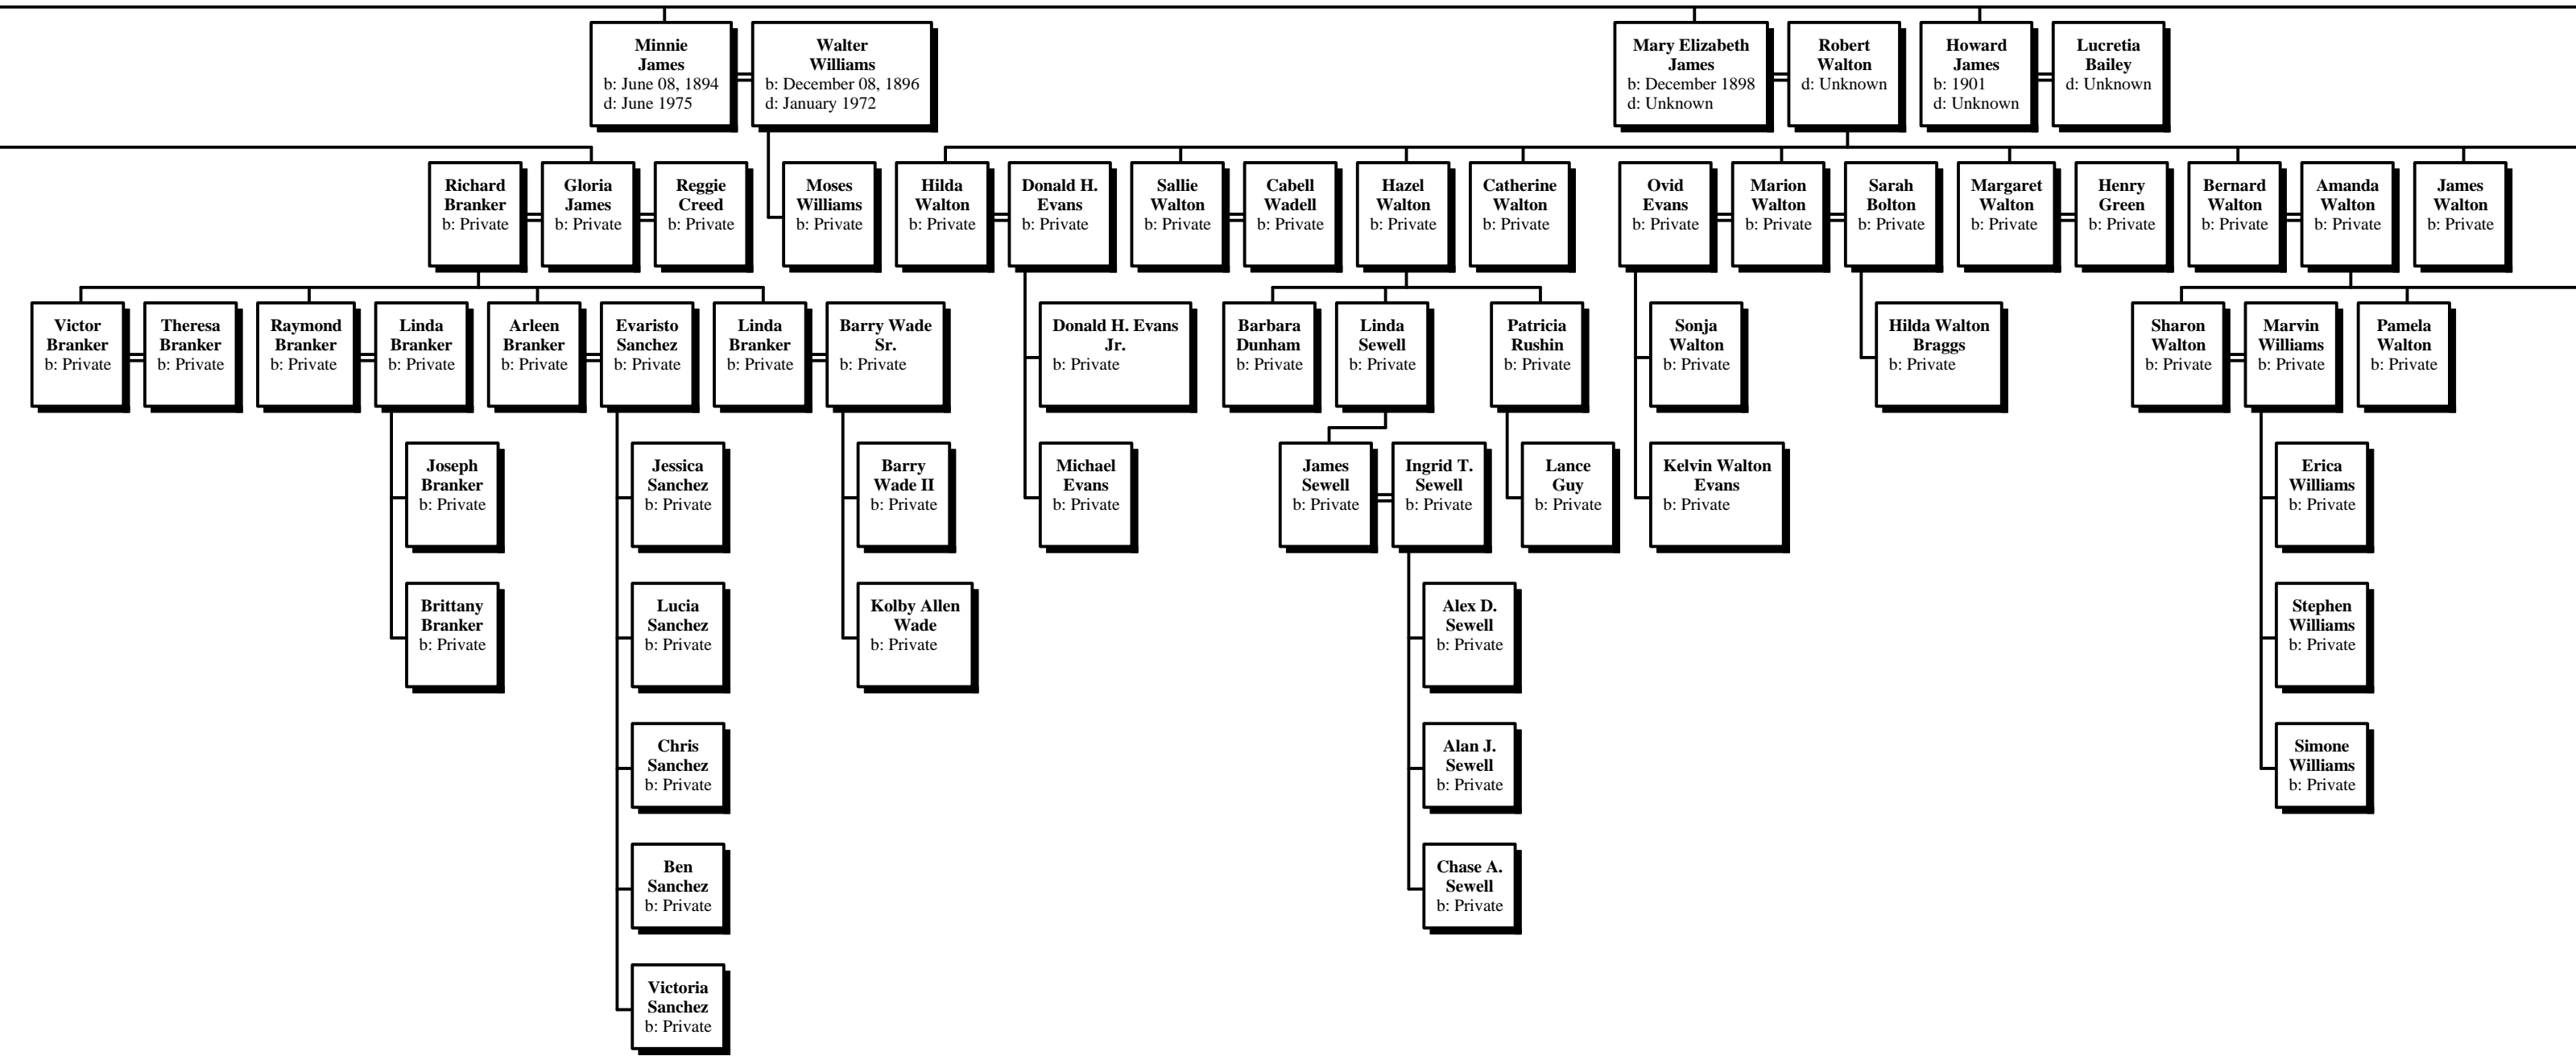 Minnie
James
b: June 08, 1894
d: June 1975
Walter
Williams
b: December 08, 1896
d: January 1972
Mary Elizabeth
James
b: December 1898
d: Unknown
Robert
Walton
d: Unknown
Howard
James
b: 1901
d: Unknown
Lucretia
Bailey
d: Unknown
Richard
Branker
b: Private
Gloria
James
b: Private
Reggie
Creed
b: Private
Moses
Williams
b: Private
Hilda
Walton
b: Private
Donald H.
Evans
b: Private
Sallie
Walton
b: Private
Cabell
Wadell
b: Private
Hazel
Walton
b: Private
Catherine
Walton
b: Private
Ovid
Evans
b: Private
Marion
Walton
b: Private
Sarah
Bolton
b: Private
Margaret
Walton
b: Private
Henry
Green
b: Private
Bernard
Walton
b: Private
Amanda
Walton
b: Private
James
Walton
b: Private
Victor
Branker
b: Private
Theresa
Branker
b: Private
Raymond
Branker
b: Private
Linda
Branker
b: Private
Arleen
Branker
b: Private
Evaristo
Sanchez
b: Private
Linda
Branker
b: Private
Barry Wade
Sr.
b: Private
Donald H. Evans
Jr.
b: Private
Barbara
Dunham
b: Private
Linda
Sewell
b: Private
Patricia
Rushin
b: Private
Sonja
Walton
b: Private
Hilda Walton
Braggs
b: Private
Sharon
Walton
b: Private
Marvin
Williams
b: Private
Pamela
Walton
b: Private
Joseph
Branker
b: Private
Jessica
Sanchez
b: Private
Barry
Wade II
b: Private
Michael
Evans
b: Private
James
Sewell
b: Private
Ingrid T.
Sewell
b: Private
Lance
Guy
b: Private
Kelvin Walton
Evans
b: Private
Erica
Williams
b: Private
Brittany
Branker
b: Private
Lucia
Sanchez
b: Private
Kolby Allen
Wade
b: Private
Alex D.
Sewell
b: Private
Stephen
Williams
b: Private
Chris
Sanchez
b: Private
Alan J.
Sewell
b: Private
Simone
Williams
b: Private
Ben
Sanchez
b: Private
Chase A.
Sewell
b: Private
Victoria
Sanchez
b: Private